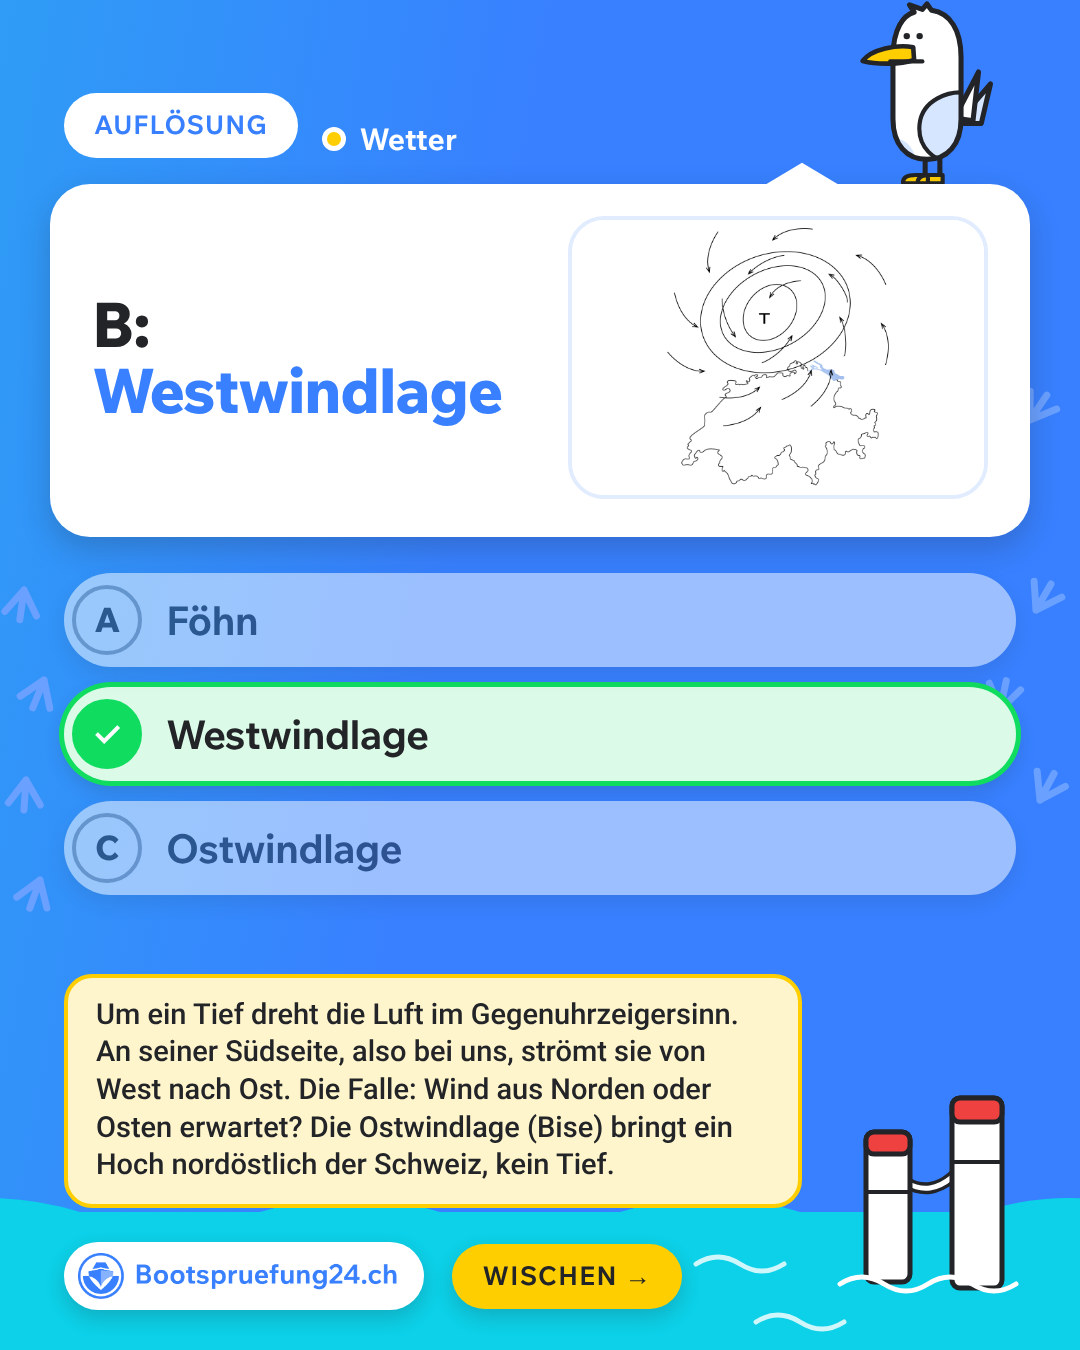 AUFLÖSUNG
Wetter
B:
Westwindlage
T
A
Föhn
Westwindlage
C
Ostwindlage
Um ein Tief dreht die Luft im Gegenuhrzeigersinn.
An seiner Südseite, also bei uns, strömt sie von
West nach Ost. Die Falle: Wind aus Norden oder
Osten erwartet? Die Ostwindlage (Bise) bringt ein
Hoch nordöstlich der Schweiz, kein Tief.
Bootspruefung24.ch
WISCHEN →